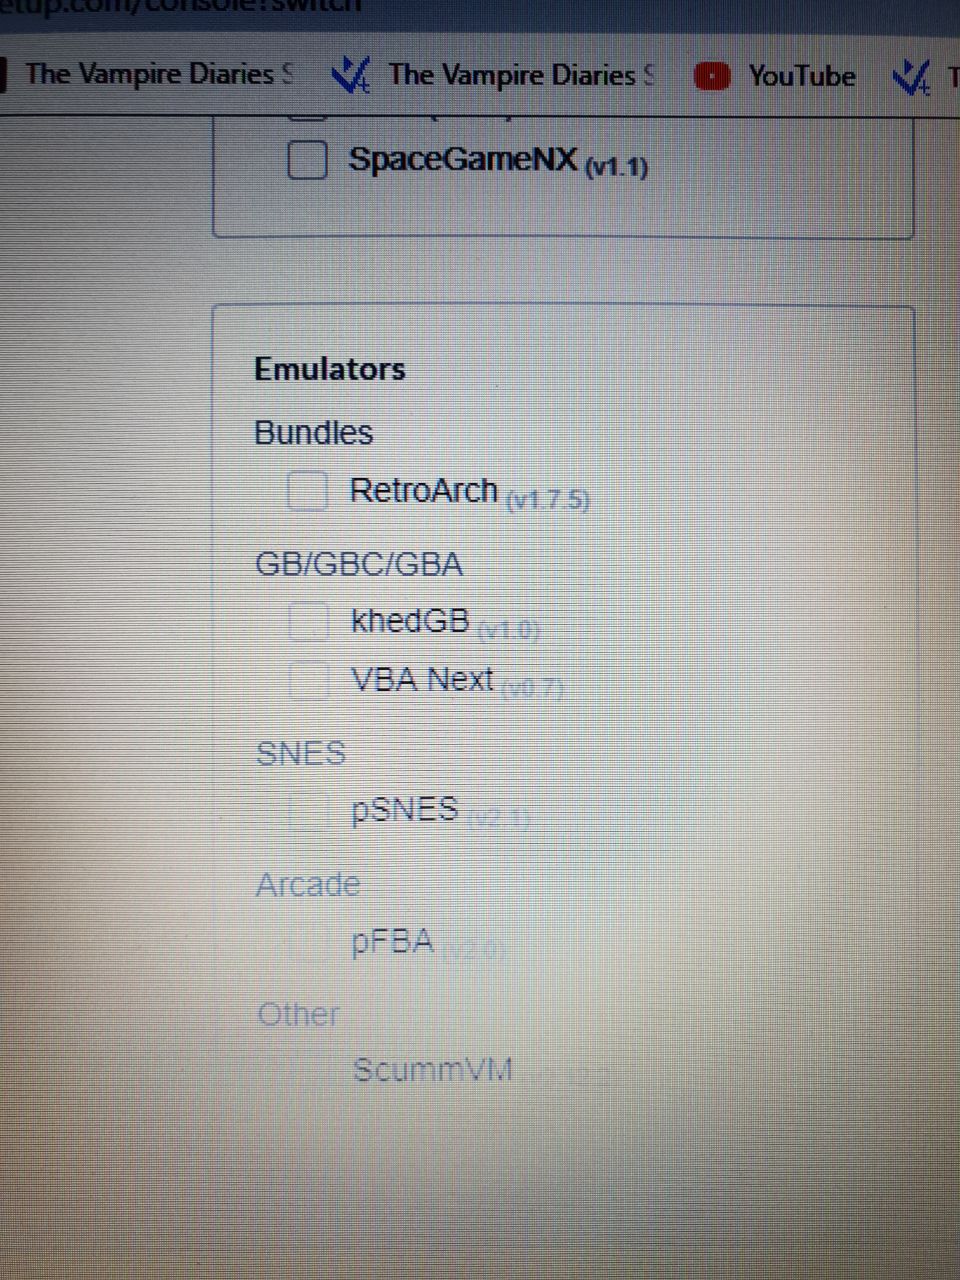 etup.com/console?switch
The Vampire Diaries S The Vampire Diaries S YouTube T
SpaceGameNX (v1.1)
Emulators
Bundles
RetroArch (v1.7.5)
GB/GBC/GBA
khedGB (v1.0)
VBA Next (v0.7)
SNES
pSNES (v2.1)
Arcade
pFBA (v2.0)
Other
ScummVM